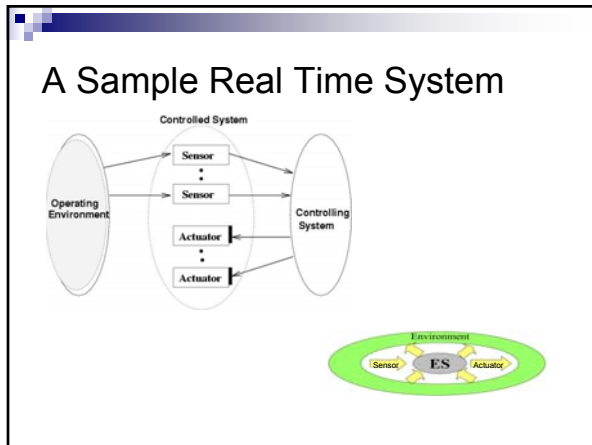 A Sample Real Time System
Controlled System
Sensor
Sensor
Operating
Environment
Controlling
System
Actuator
Actuator
Environment
Sensor
ES
Actuator